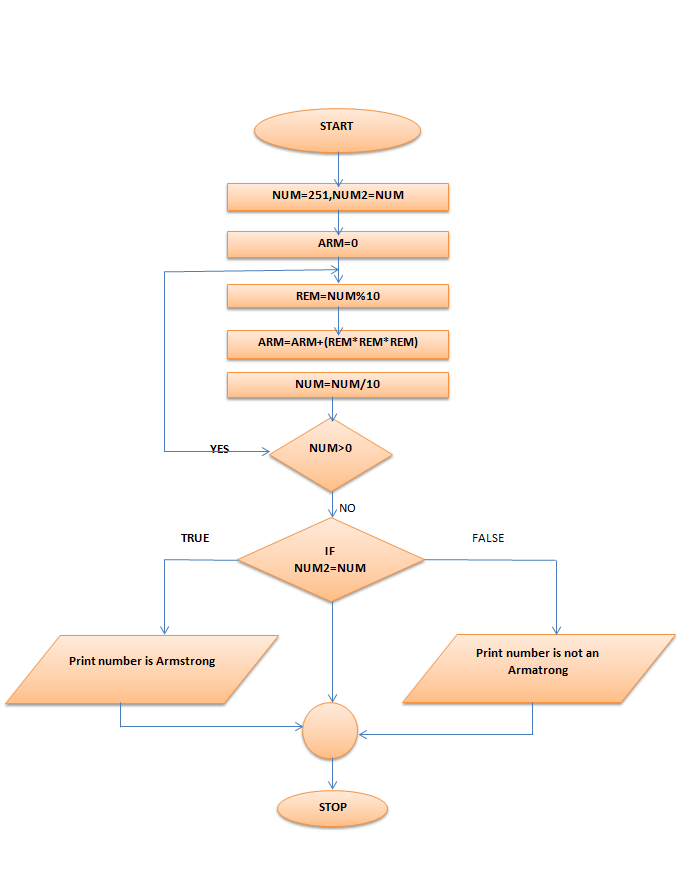 START
NUM=251,NUM2=NUM
ARM=0
REM=NUM%10
ARM=ARM+(REM*REM*REM)
NUM=NUM/10
NUM>0
YES
NO
TRUE
IF
NUM2=NUM
FALSE
Print number is Armstrong
Print number is not an
Armatrong
STOP